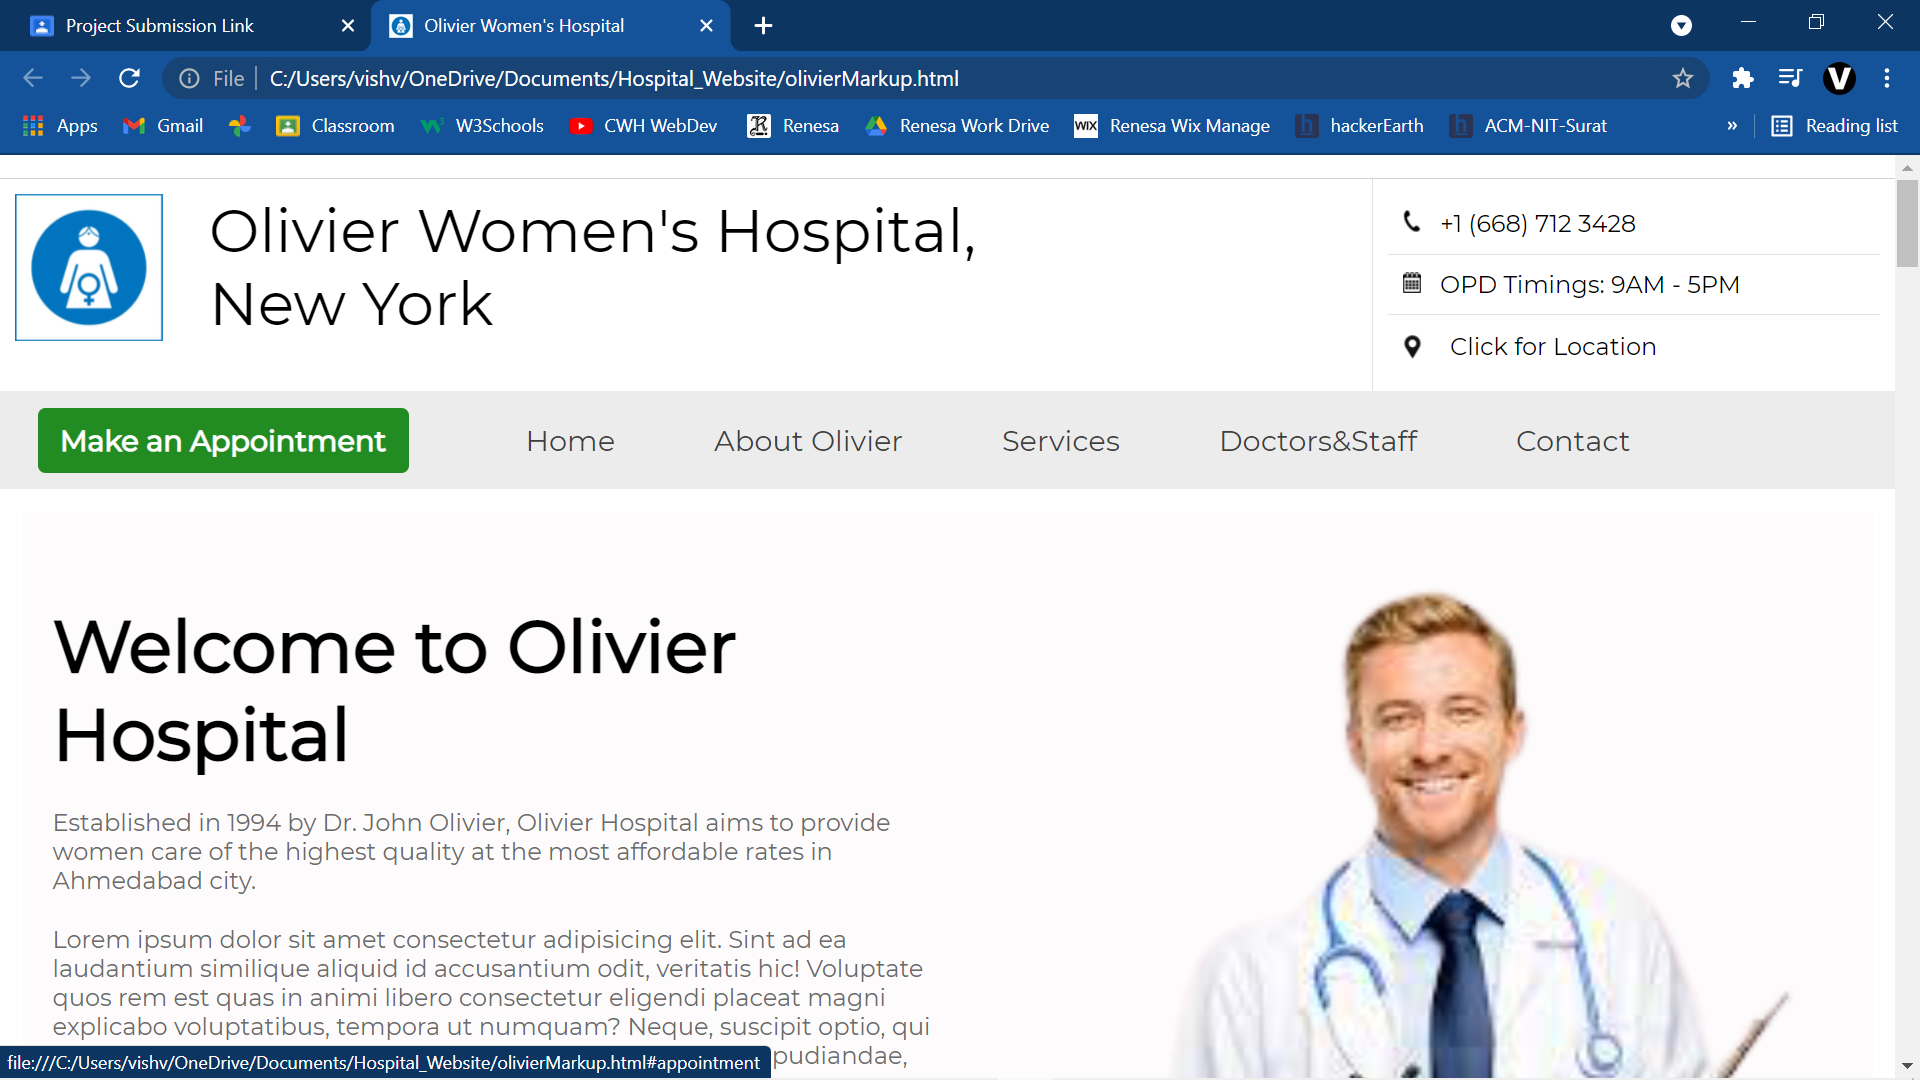 Project Submission Link
Olivier Women's Hospital
File C:/Users/vishv/OneDrive/Documents/Hospital_Website/olivierMarkup.html
V
Apps Gmail Classroom W3Schools CWH WebDev Renesa Renesa Work Drive WIX Renesa Wix Manage hackerEarth ACM-NIT-Surat » Reading list
Olivier Women's Hospital,
New York
+1 (668) 712 3428
OPD Timings: 9AM - 5PM
Click for Location
Make an Appointment Home About Olivier Services Doctors&Staff Contact
Welcome to Olivier
Hospital
Established in 1994 by Dr. John Olivier, Olivier Hospital aims to provide
women care of the highest quality at the most affordable rates in
Ahmedabad city.
Lorem ipsum dolor sit amet consectetur adipisicing elit. Sint ad ea
laudantium similique aliquid id accusantium odit, veritatis hic! Voluptate
quos rem est quas in animi libero consectetur eligendi placeat magni
explicabo voluptatibus, tempora ut numquam? Neque, suscipit optio, qui
pudiandae,
file:///C:/Users/vishv/OneDrive/Documents/Hospital_Website/olivierMarkup.html#appointment